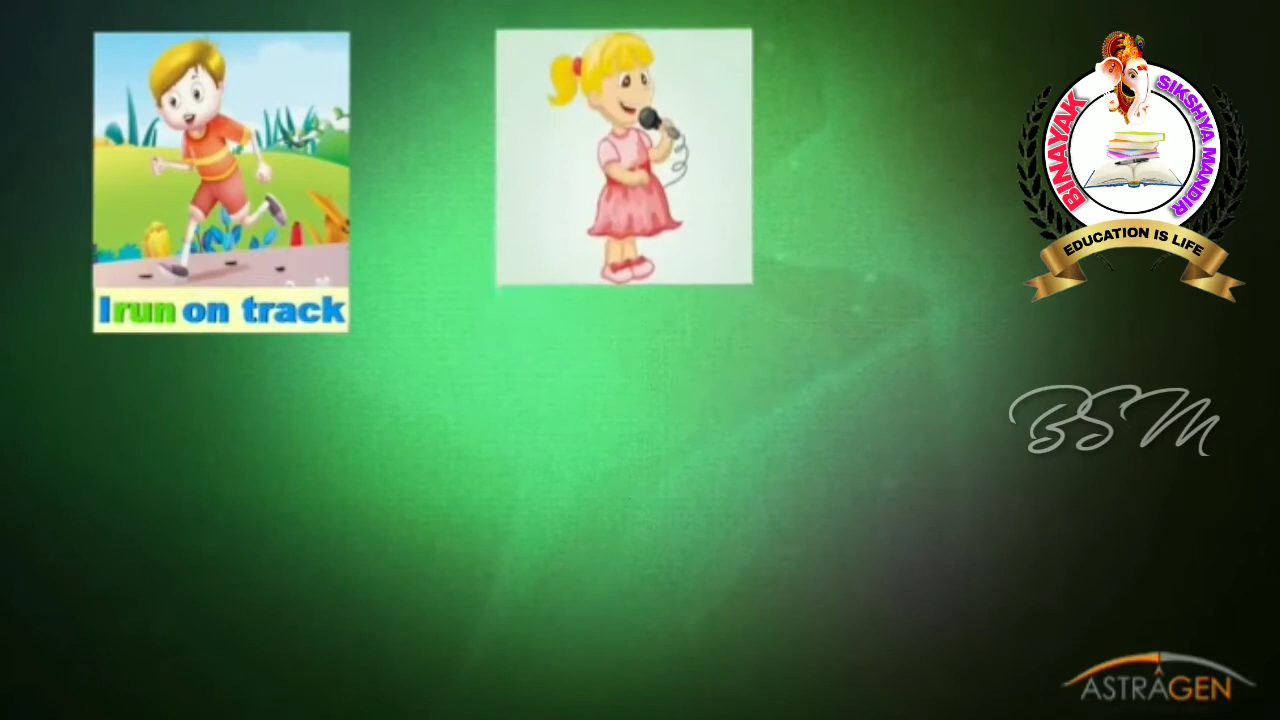 I run on track
BINAYAK SIKSHYA MANDIR
EDUCATION IS LIFE
BSM
ASTRAGEN